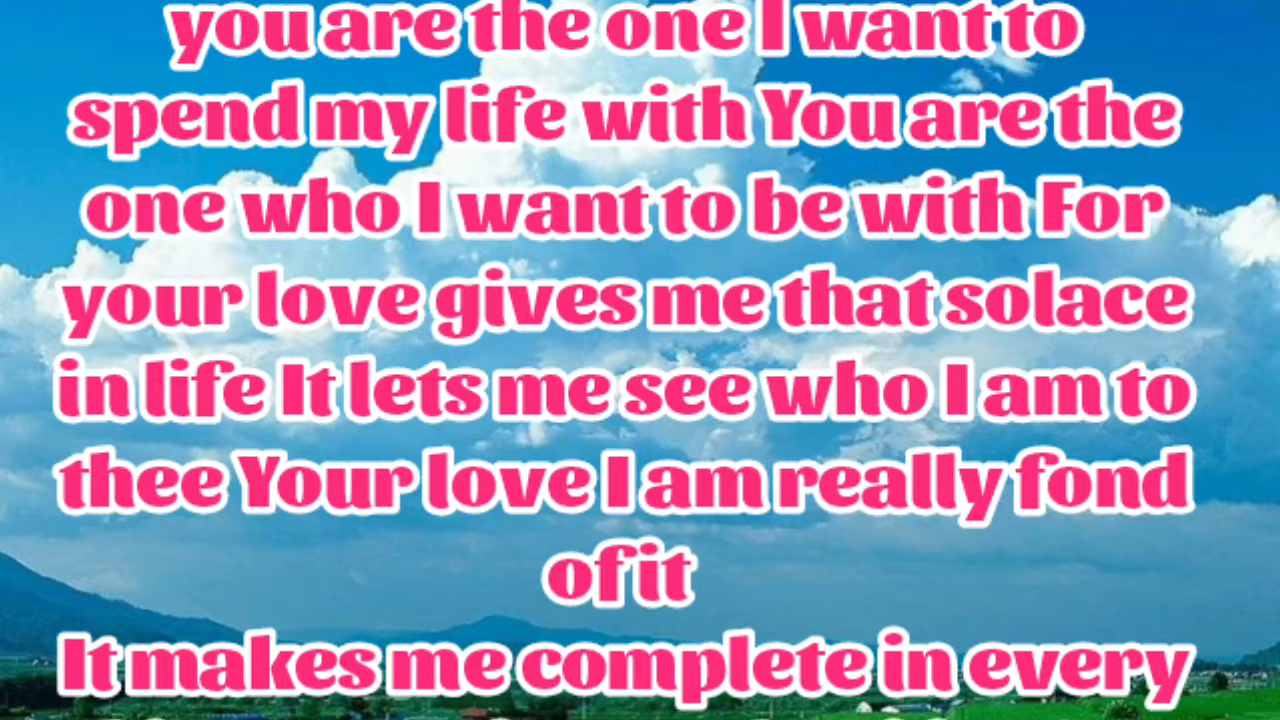 you are the one I want to
spend my life with You are the
one who I want to be with For
your love gives me that solace
in life It lets me see who I am to
thee Your love I am really fond
of it
It makes me complete in every